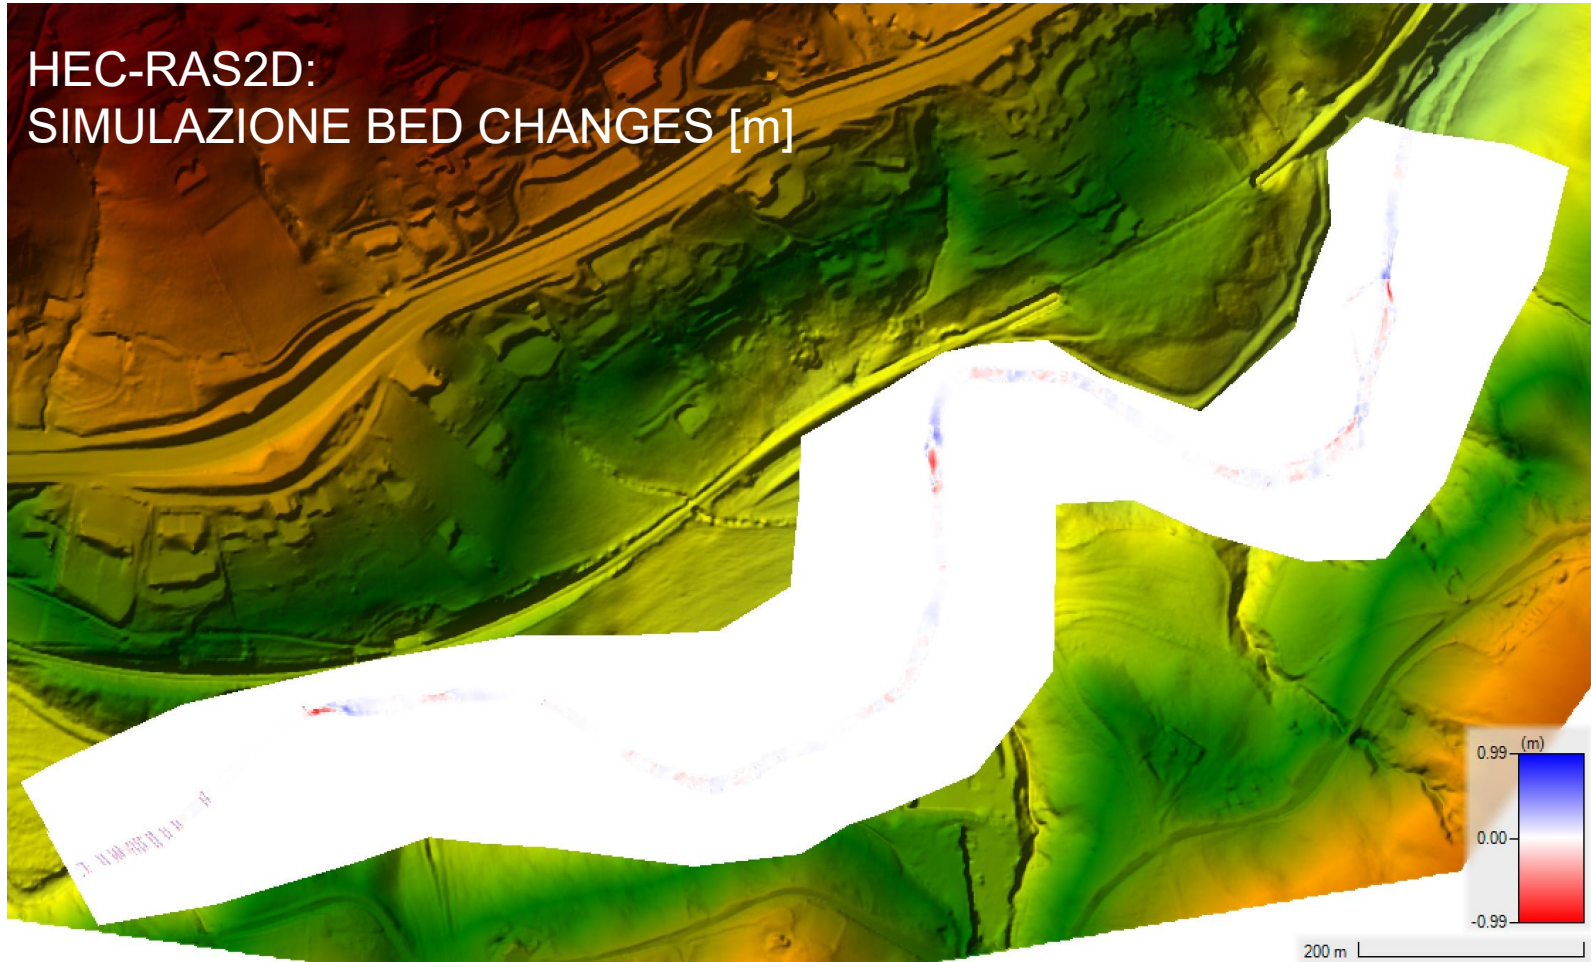 HEC-RAS2D:
SIMULAZIONE BED CHANGES [m]
0.99 (m)
0.00
-0.99
200 m